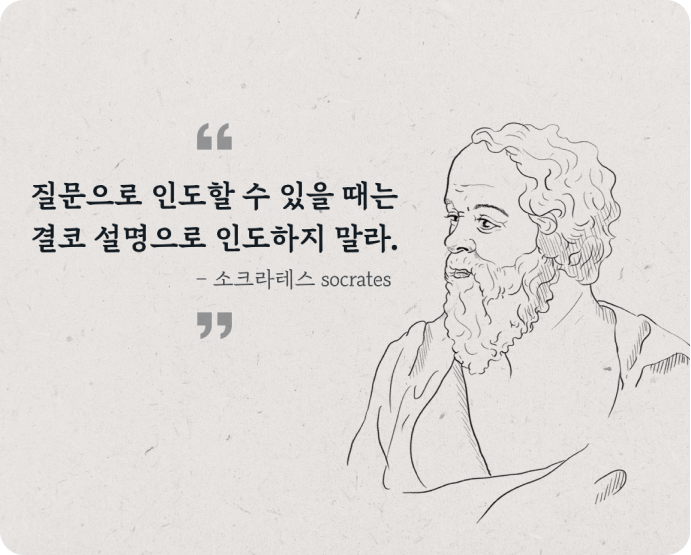 “
질문으로 인도할 수 있을 때는
결코 설명으로 인도하지 말라.
– 소크라테스 socrates
”